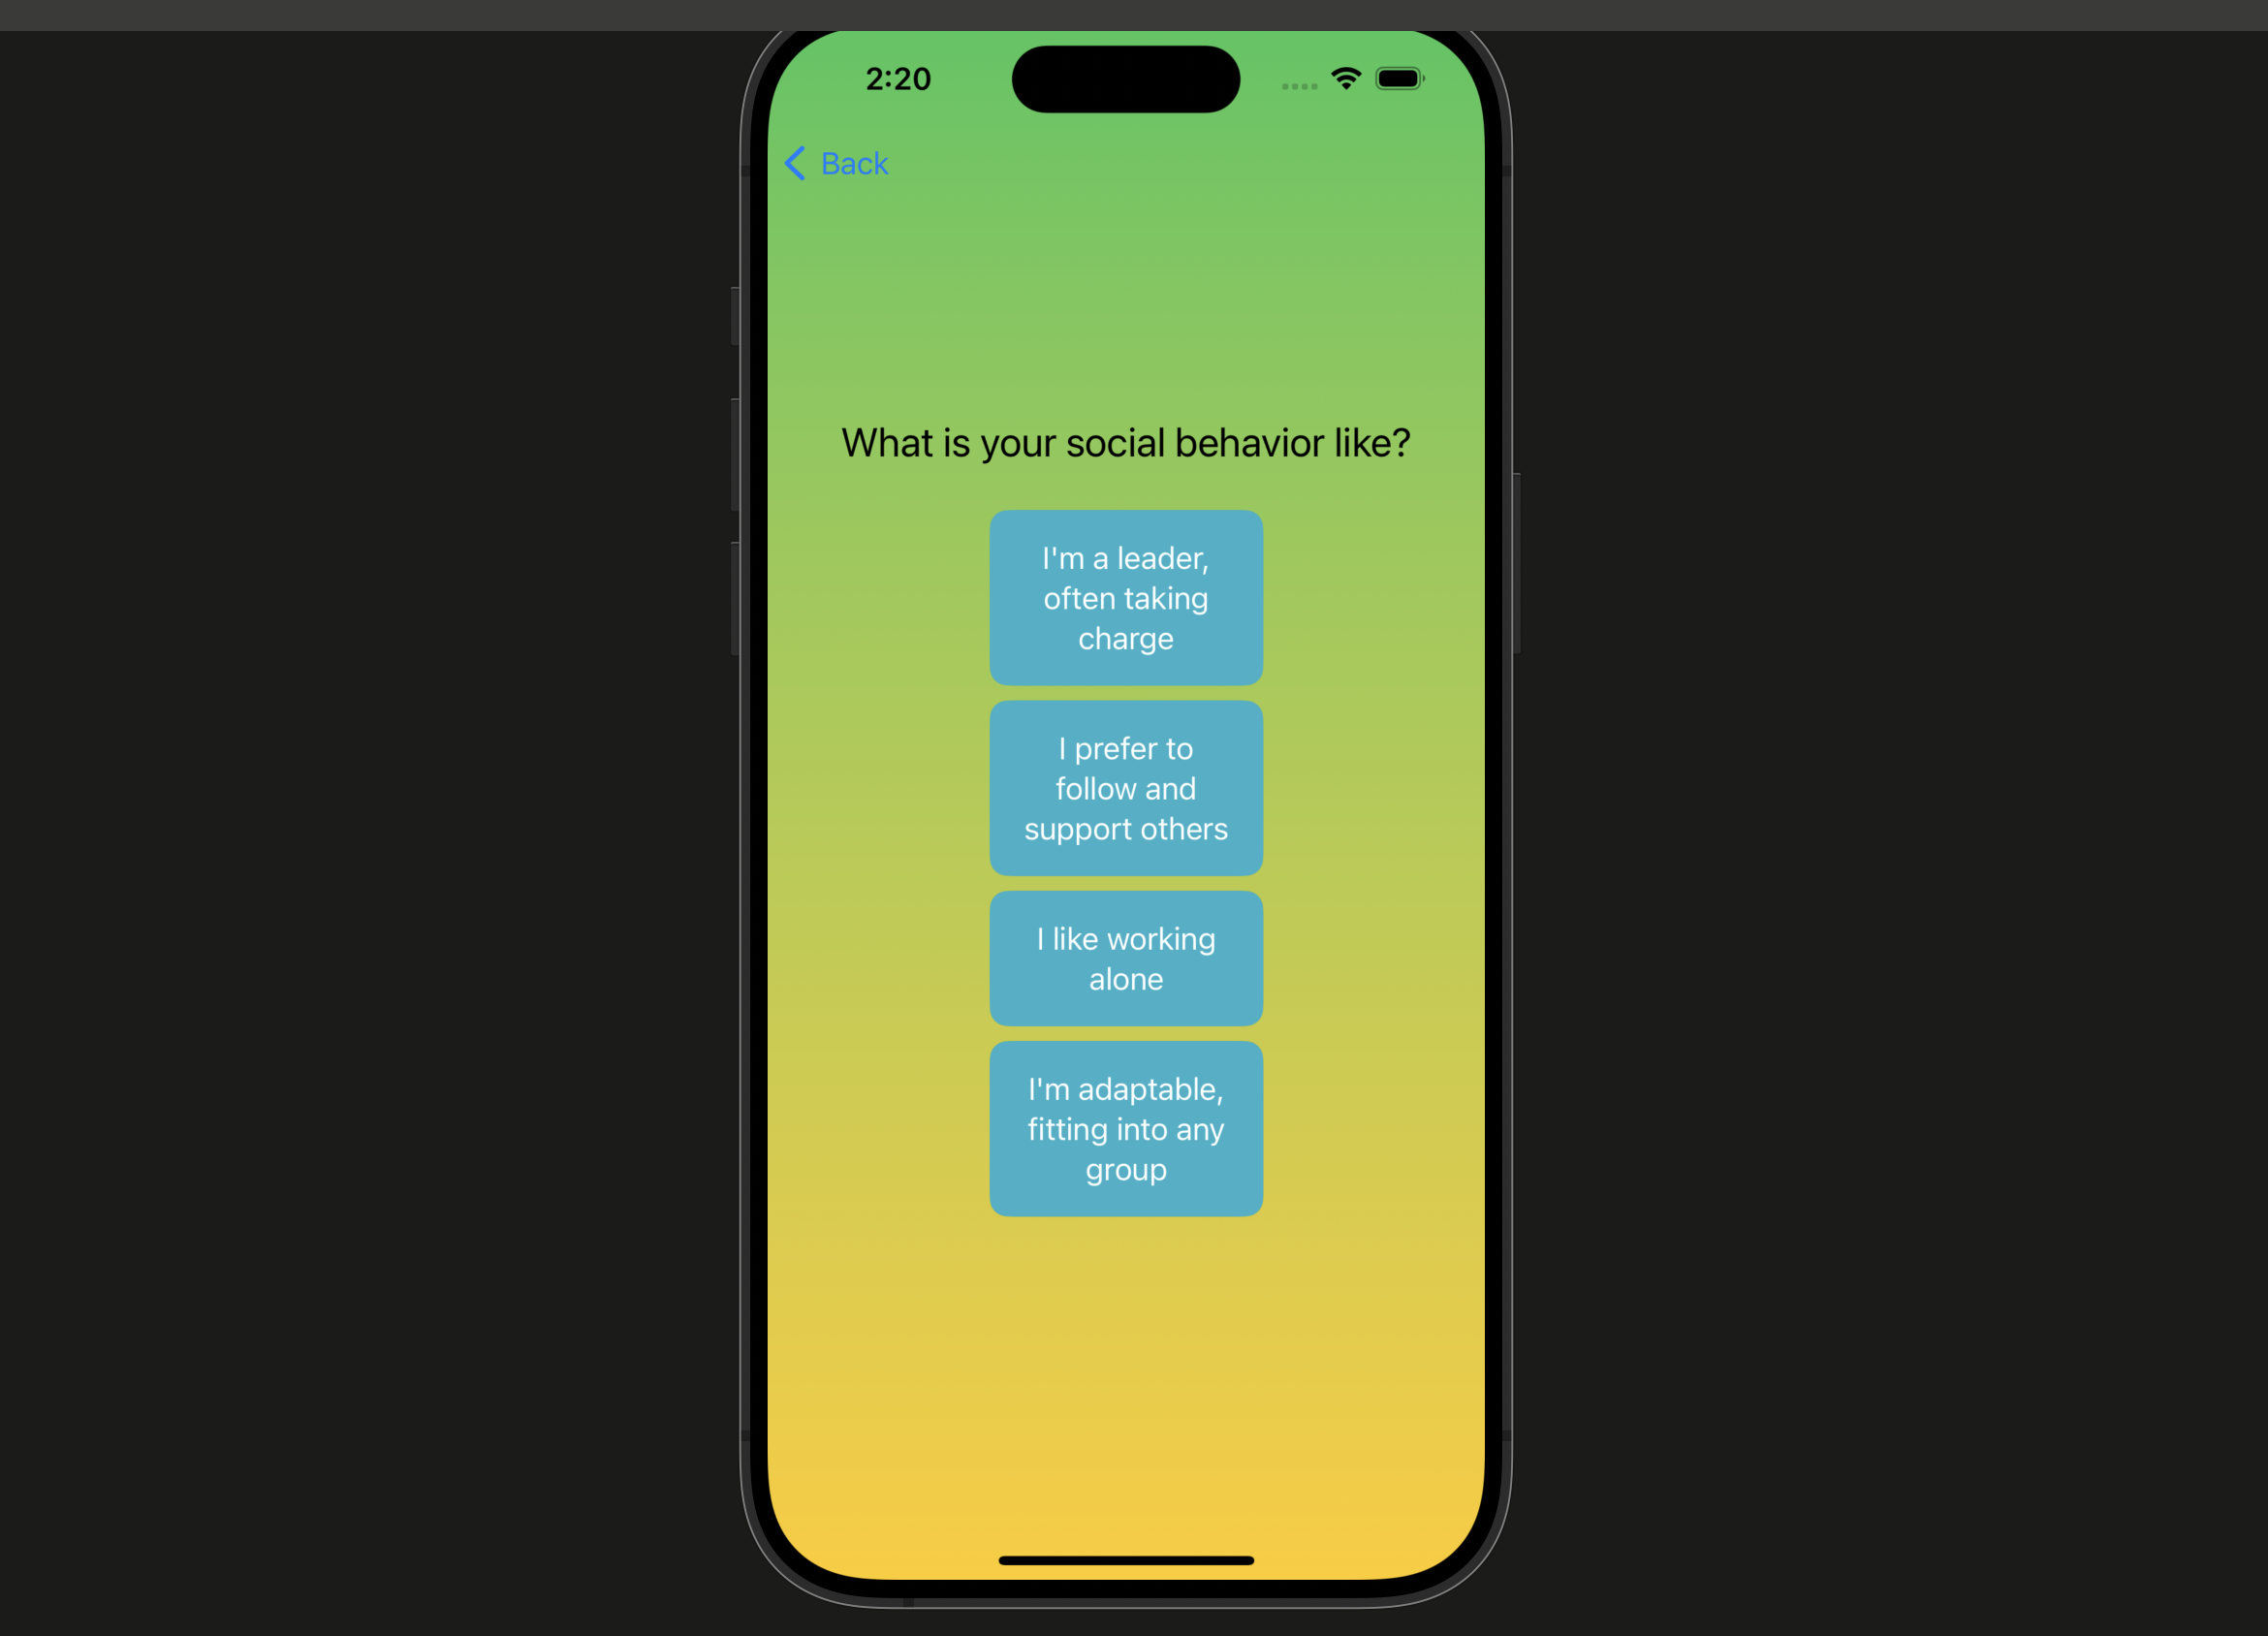 2:20
Back
What is your social behavior like?
I'm a leader,
often taking
charge
I prefer to
follow and
support others
I like working
alone
I'm adaptable,
fitting into any
group